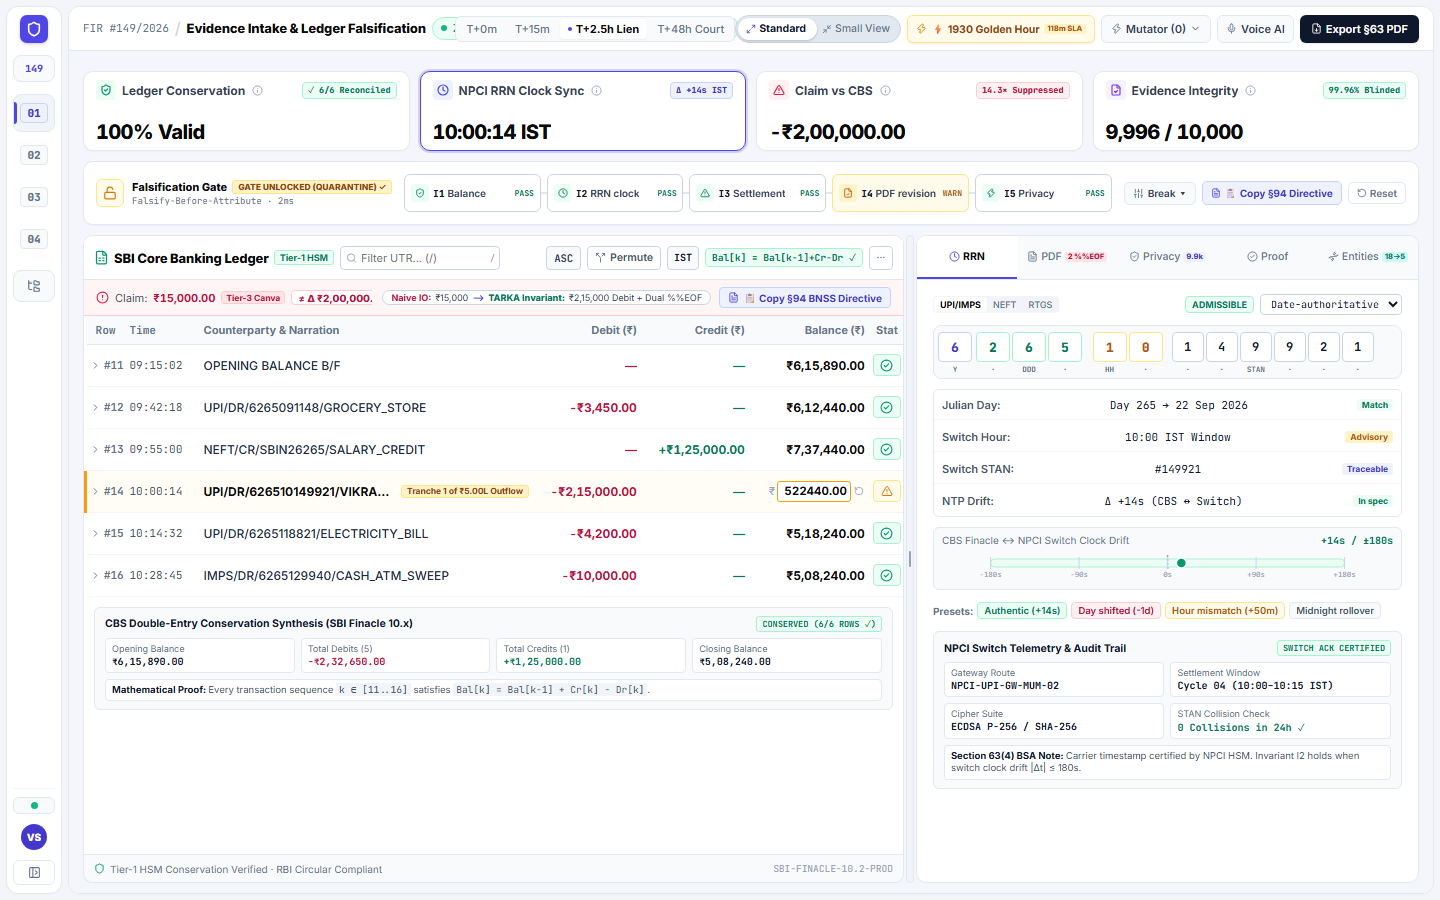 FIR #149/2026 / Evidence Intake & Ledger Falsification
T+0m T+15m T+2.5h Lien T+48h Court
Standard Small View
1930 Golden Hour 118m SLA
Mutator (0)
Voice AI
Export §63 PDF
149
01
02
03
04
VS
Ledger Conservation ✓ 6/6 Reconciled
100% Valid
NPCI RRN Clock Sync Δ +14s IST
10:00:14 IST
Claim vs CBS 14.3× Suppressed
-₹2,00,000.00
Evidence Integrity 99.96% Blinded
9,996 / 10,000
Falsification Gate GATE UNLOCKED (QUARANTINE) ✓
Falsify-Before-Attribute · 2ms
I1 Balance PASS
I2 RRN clock PASS
I3 Settlement PASS
I4 PDF revision WARN
I5 Privacy PASS
Break ▾
Copy §94 Directive
Reset
SBI Core Banking Ledger Tier-1 HSM
Filter UTR... (/) /
ASC Permute IST Bal[k] = Bal[k-1]+Cr-Dr ✓ ...
Claim: ₹15,000.00 Tier-3 Canva ≠ Δ ₹2,00,000.
Naive IO: ₹15,000 → TARKA Invariant: ₹2,15,000 Debit + Dual %%EOF
Copy §94 BNSS Directive
Row Time Counterparty & Narration Debit (₹) Credit (₹) Balance (₹) Stat
#11 09:15:02 OPENING BALANCE B/F — — ₹6,15,890.00
#12 09:42:18 UPI/DR/6265091148/GROCERY_STORE -₹3,450.00 — ₹6,12,440.00
#13 09:55:00 NEFT/CR/SBIN26265/SALARY_CREDIT — +₹1,25,000.00 ₹7,37,440.00
#14 10:00:14 UPI/DR/626510149921/VIKRA... Tranche 1 of ₹5.00L Outflow -₹2,15,000.00 — ₹ 522440.00
#15 10:14:32 UPI/DR/6265118821/ELECTRICITY_BILL -₹4,200.00 — ₹5,18,240.00
#16 10:28:45 IMPS/DR/6265129940/CASH_ATM_SWEEP -₹10,000.00 — ₹5,08,240.00
CBS Double-Entry Conservation Synthesis (SBI Finacle 10.x) CONSERVED (6/6 ROWS ✓)
Opening Balance Total Debits (5) Total Credits (1) Closing Balance
₹6,15,890.00 -₹2,32,650.00 +₹1,25,000.00 ₹5,08,240.00
Mathematical Proof: Every transaction sequence k ∈ [11..16] satisfies Bal[k] = Bal[k-1] + Cr[k] - Dr[k].
Tier-1 HSM Conservation Verified · RBI Circular Compliant SBI-FINACLE-10.2-PROD
RRN PDF 2 %%EOF Privacy 9.9k Proof Entities 18→5
UPI/IMPS NEFT RTGS ADMISSIBLE Date-authoritative
6 2 6 5 1 0 1 4 9 9 2 1
Y · DDD · HH · · · STAN · · ·
Julian Day: Day 265 → 22 Sep 2026 Match
Switch Hour: 10:00 IST Window Advisory
Switch STAN: #149921 Traceable
NTP Drift: Δ +14s (CBS ↔ Switch) In spec
CBS Finacle ↔ NPCI Switch Clock Drift +14s / ±180s
-180s -90s 0s +90s +180s
Presets: Authentic (+14s) Day shifted (-1d) Hour mismatch (+50m) Midnight rollover
NPCI Switch Telemetry & Audit Trail SWITCH ACK CERTIFIED
Gateway Route Settlement Window
NPCI-UPI-GW-MUM-02 Cycle 04 (10:00-10:15 IST)
Cipher Suite STAN Collision Check
ECDSA P-256 / SHA-256 0 Collisions in 24h ✓
Section 63(4) BSA Note: Carrier timestamp certified by NPCI HSM. Invariant I2 holds when
switch clock drift |Δt| ≤ 180s.